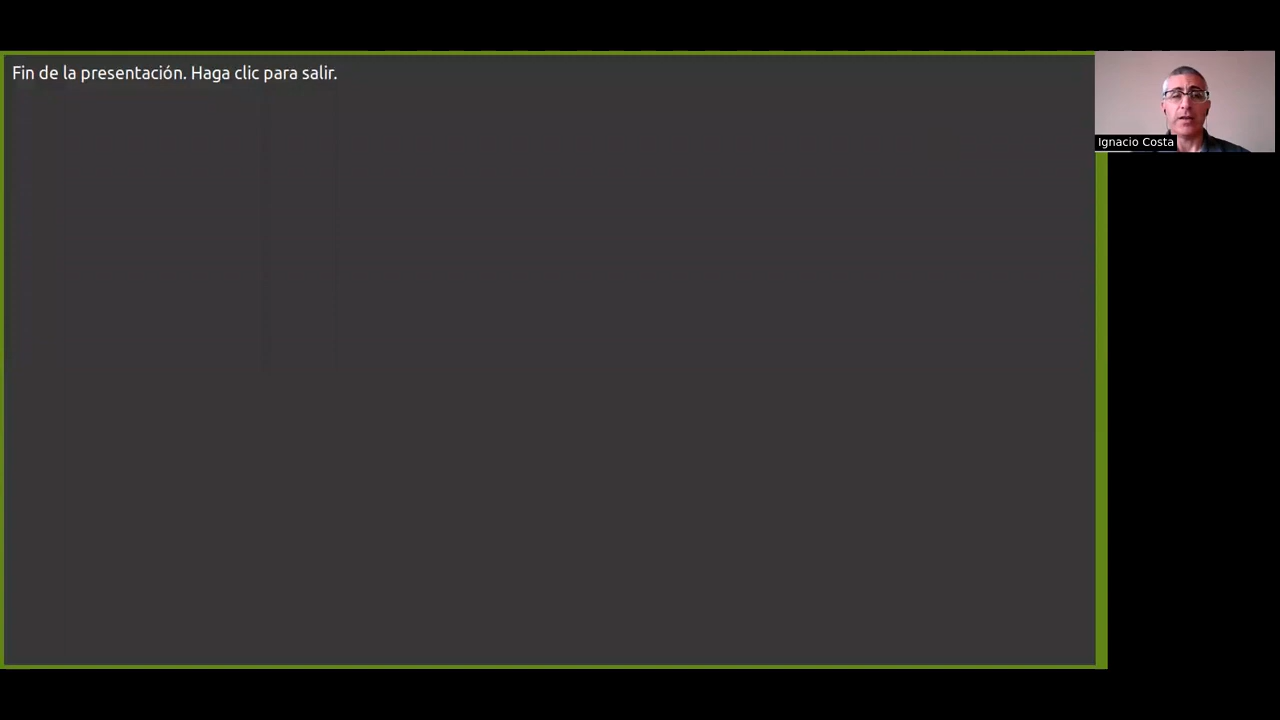 Fin de la presentación. Haga clic para salir.
Ignacio Costa